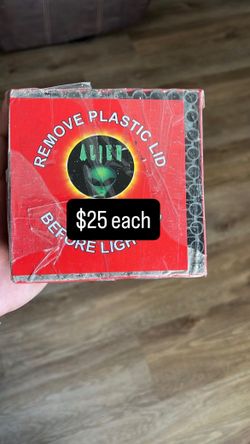 REMOVE PLASTIC LID
ALIEN
$25 each
BEFORE LIGH